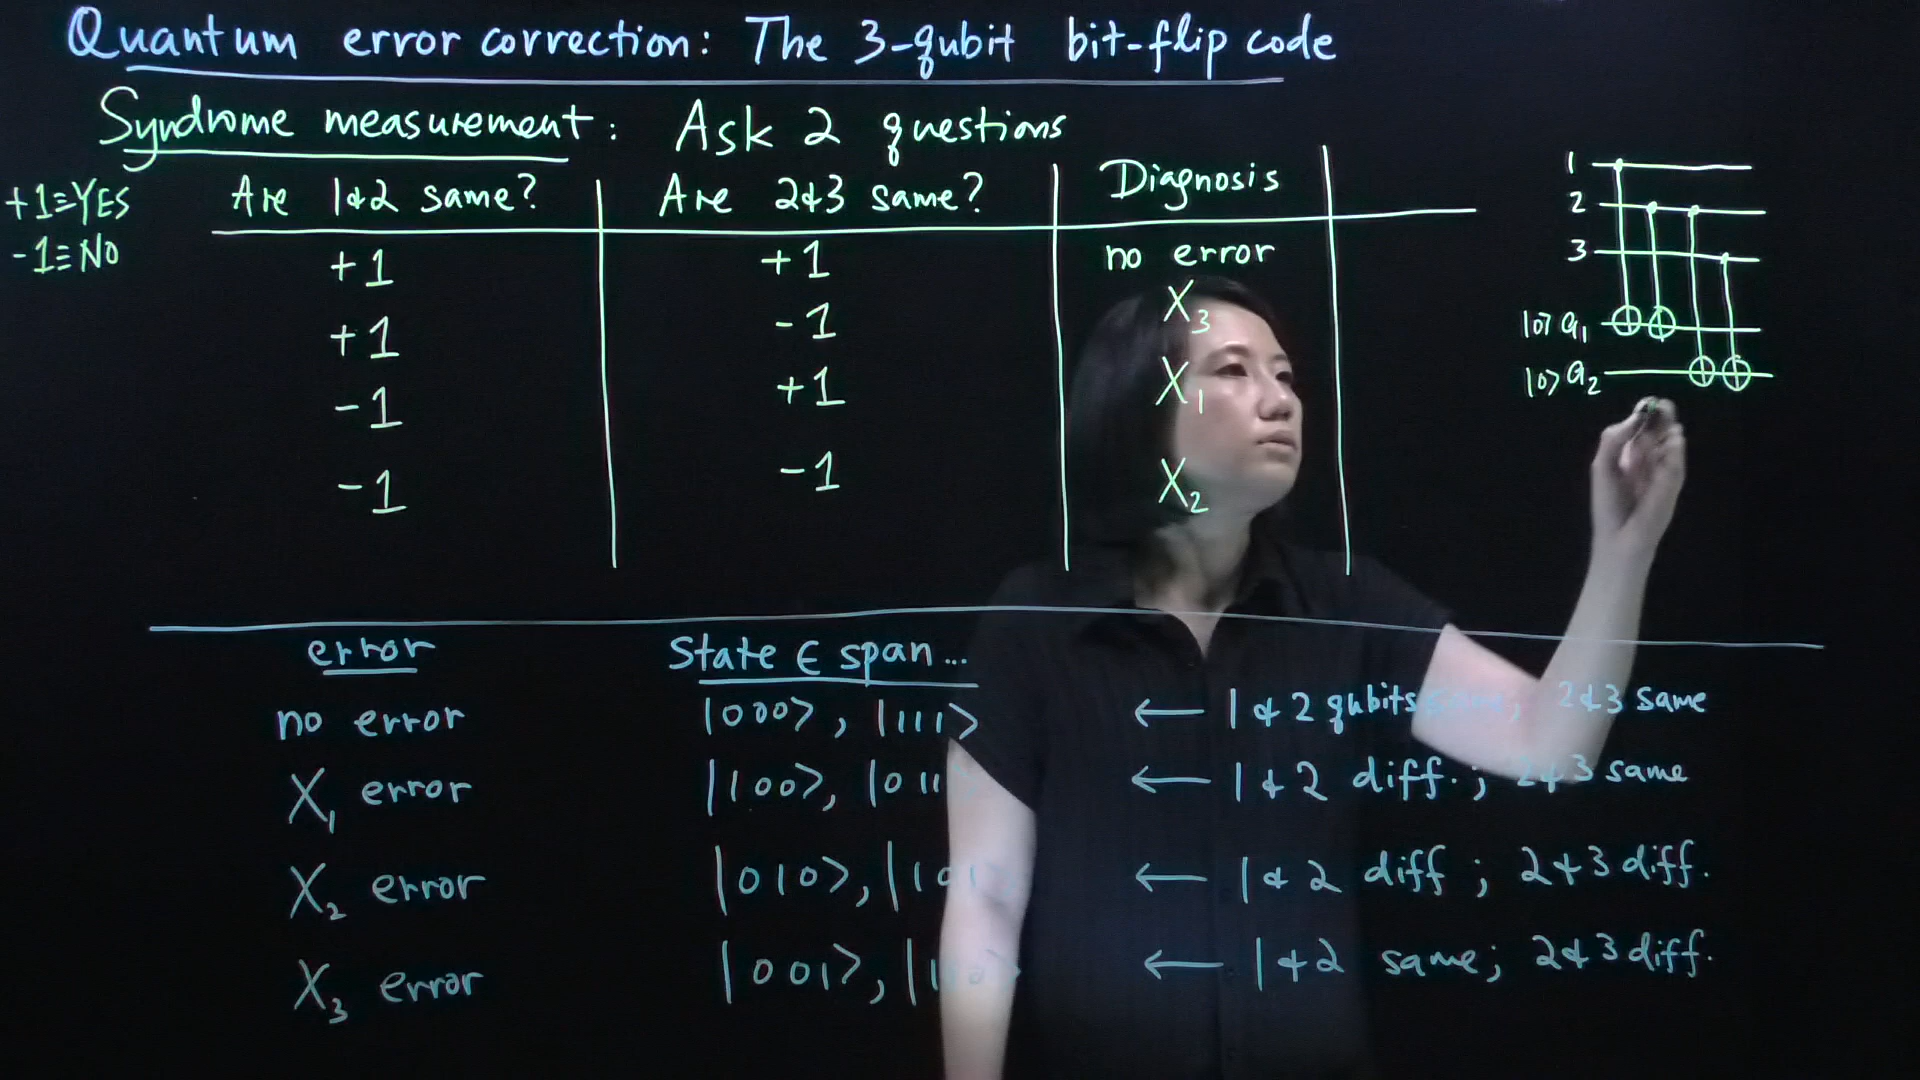 Quantum error correction: The 3-qubit bit-flip code
Syndrome measurement: Ask 2 questions
+1≡YES
-1≡NO
Are 1&2 same? Are 2&3 same? Diagnosis
+1 +1 no error
+1 -1 X₃
-1 +1 X₁
-1 -1 X₂
1
2
3
|0⟩ a₁
|0⟩ a₂
error State ∈ span...
no error |000⟩, |111⟩ ← 1 & 2 qubits same; 2&3 same
X₁ error |100⟩, |011 ← 1 & 2 diff.; 2&3 same
X₂ error |010⟩, |101⟩ ← 1 & 2 diff; 2&3 diff.
X₃ error |001⟩, |110⟩ ← 1 & 2 same; 2&3 diff.